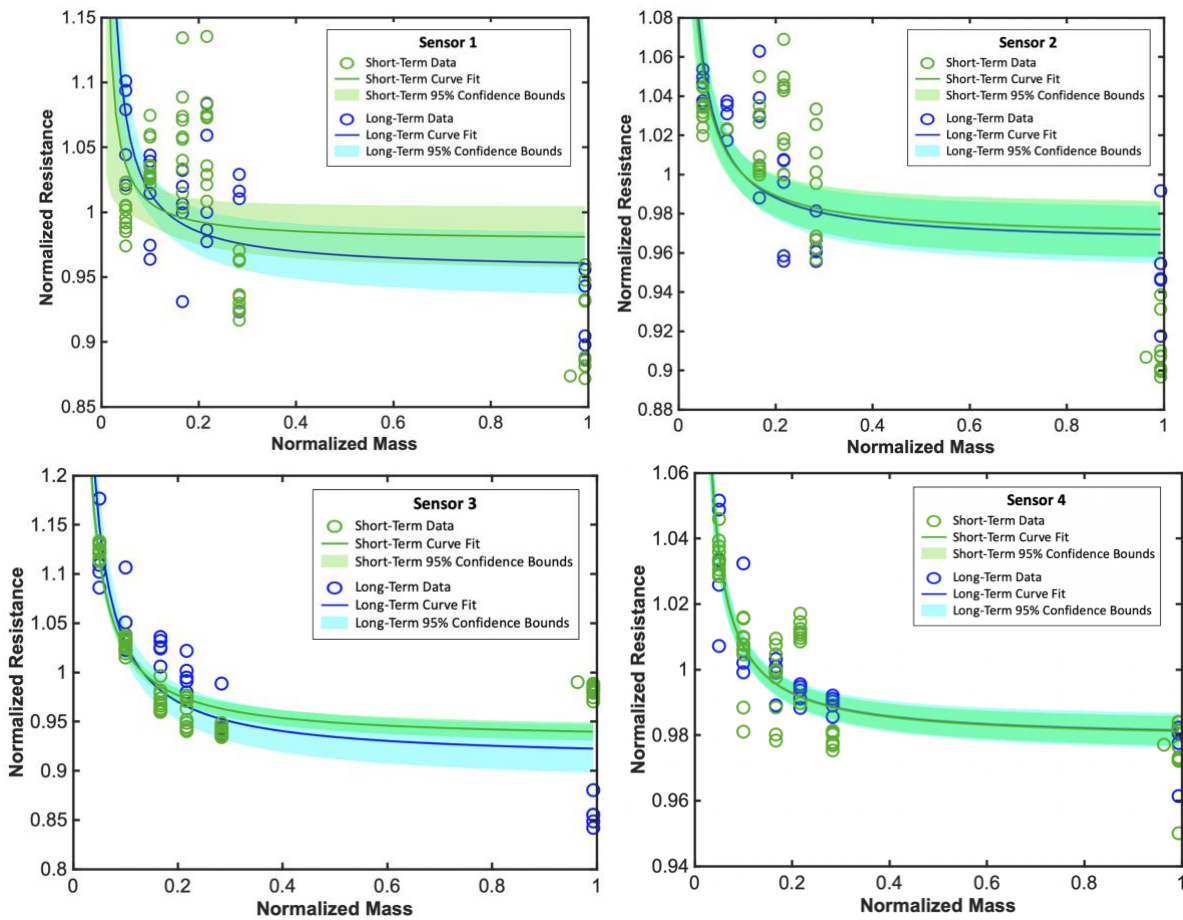 Sensor 1
Short-Term Data
Short-Term Curve Fit
Short-Term 95% Confidence Bounds
Long-Term Data
Long-Term Curve Fit
Long-Term 95% Confidence Bounds
Normalized Resistance
1.15
1.1
1.05
1
0.95
0.9
0.85
0 0.2 0.4 0.6 0.8 1
Normalized Mass
Sensor 2
Short-Term Data
Short-Term Curve Fit
Short-Term 95% Confidence Bounds
Long-Term Data
Long-Term Curve Fit
Long-Term 95% Confidence Bounds
Normalized Resistance
1.08
1.06
1.04
1.02
1
0.98
0.96
0.94
0.92
0.9
0.88
0 0.2 0.4 0.6 0.8 1
Normalized Mass
Sensor 3
Short-Term Data
Short-Term Curve Fit
Short-Term 95% Confidence Bounds
Long-Term Data
Long-Term Curve Fit
Long-Term 95% Confidence Bounds
Normalized Resistance
1.2
1.15
1.1
1.05
1
0.95
0.9
0.85
0.8
0 0.2 0.4 0.6 0.8 1
Normalized Mass
Sensor 4
Short-Term Data
Short-Term Curve Fit
Short-Term 95% Confidence Bounds
Long-Term Data
Long-Term Curve Fit
Long-Term 95% Confidence Bounds
Normalized Resistance
1.06
1.04
1.02
1
0.98
0.96
0.94
0 0.2 0.4 0.6 0.8 1
Normalized Mass